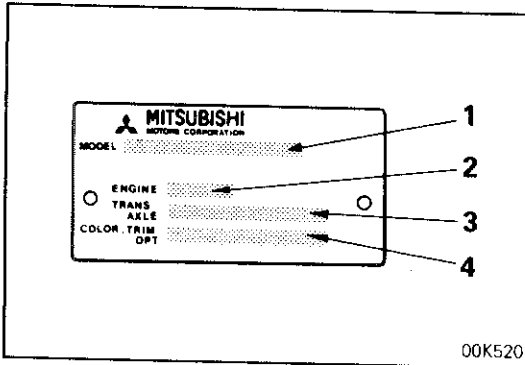 MITSUBISHI
MOTORS CORPORATION
MODEL
1
ENGINE
2
TRANS
AXLE
3
COLOR. TRIM
OPT
4
00K520